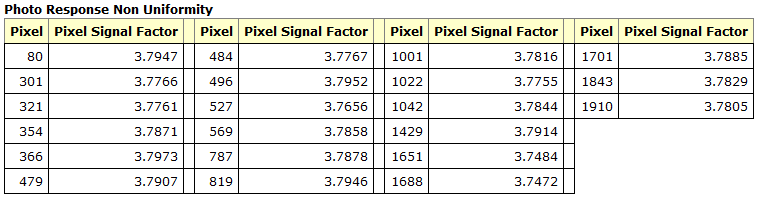 Photo Response Non Uniformity
Pixel Pixel Signal Factor Pixel Pixel Signal Factor Pixel Pixel Signal Factor Pixel Pixel Signal Factor
80 3.7947 484 3.7767 1001 3.7816 1701 3.7885
301 3.7766 496 3.7952 1022 3.7755 1843 3.7829
321 3.7761 527 3.7656 1042 3.7844 1910 3.7805
354 3.7871 569 3.7858 1429 3.7914
366 3.7973 787 3.7878 1651 3.7484
479 3.7907 819 3.7946 1688 3.7472